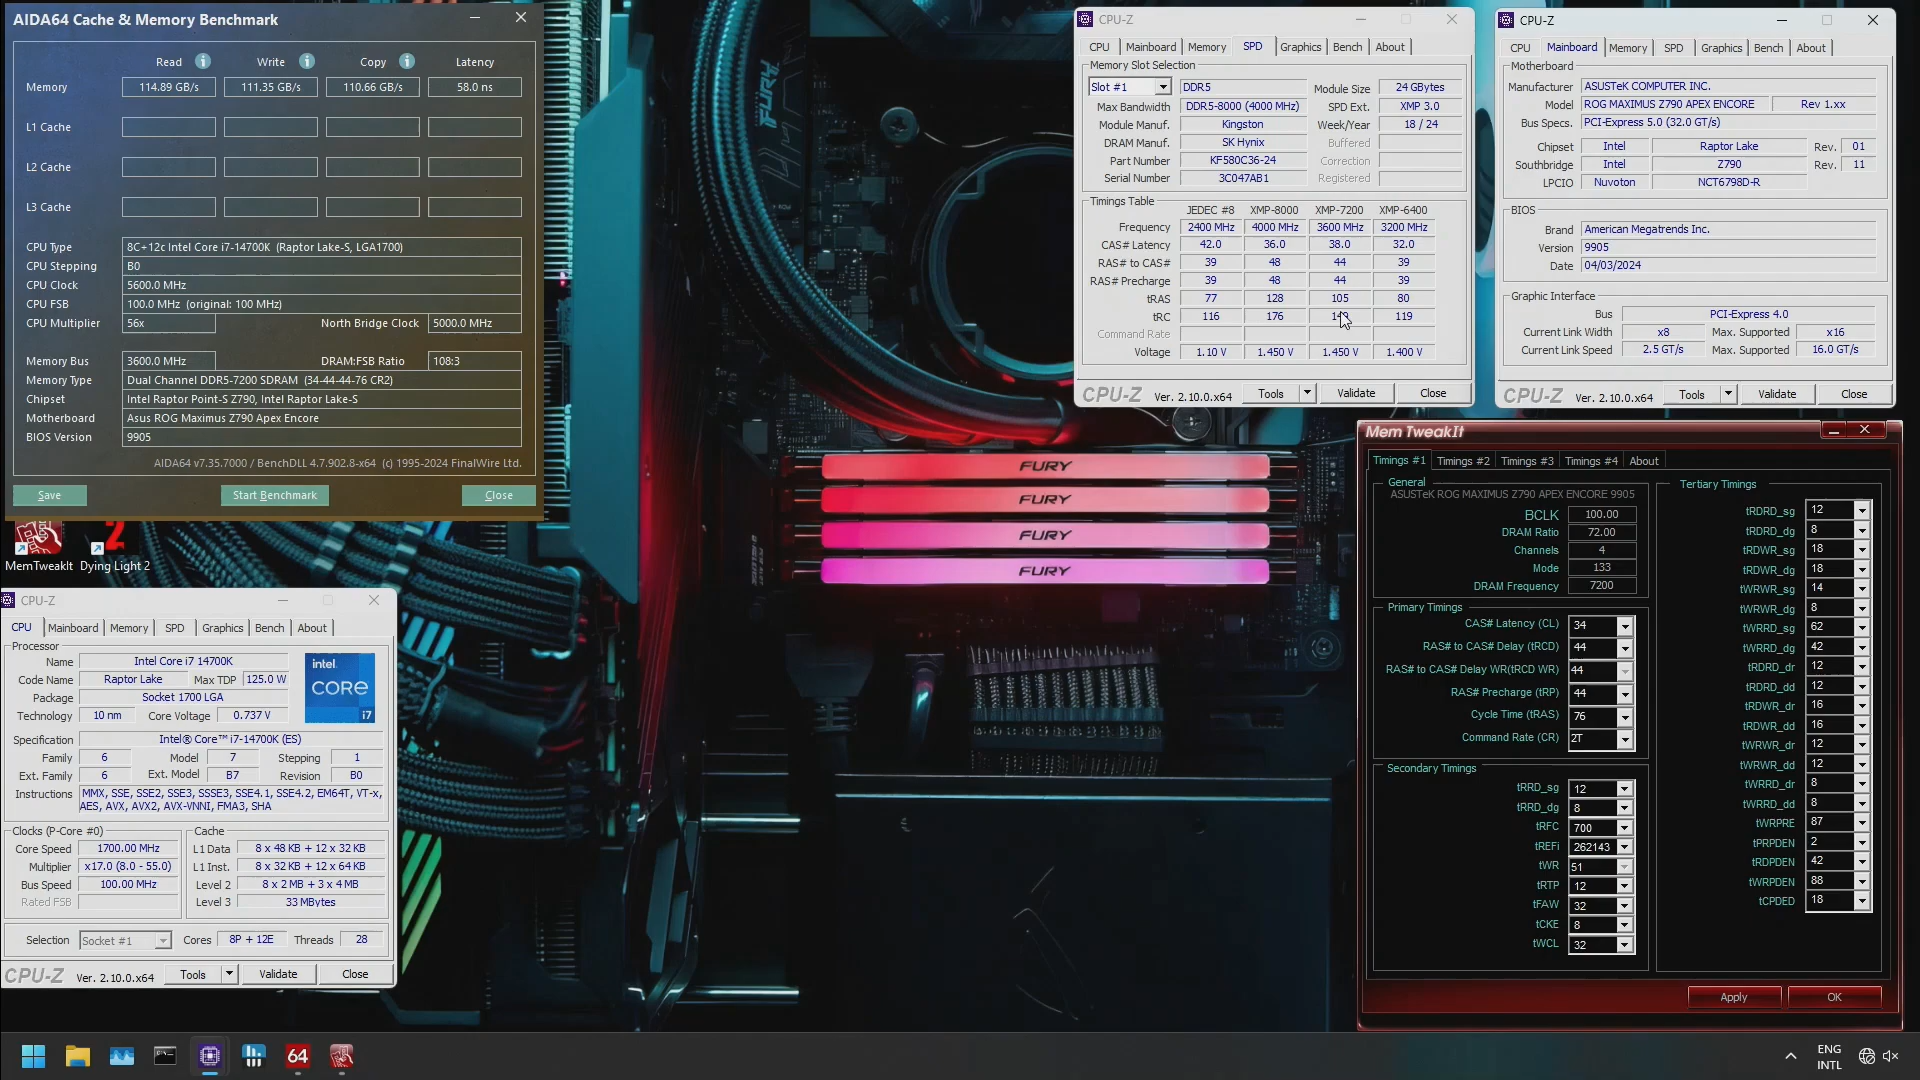 AIDA64 Cache & Memory Benchmark
Read Write Copy Latency
Memory 114.89 GB/s 111.35 GB/s 110.66 GB/s 58.0 ns
L1 Cache
L2 Cache
L3 Cache
CPU Type 8C+12c Intel Core i7-14700K (Raptor Lake-S, LGA1700)
CPU Stepping B0
CPU Clock 5600.0 MHz
CPU FSB 100.0 MHz (original: 100 MHz)
CPU Multiplier 56x North Bridge Clock 5000.0 MHz
Memory Bus 3600.0 MHz DRAM:FSB Ratio 108:3
Memory Type Dual Channel DDR5-7200 SDRAM (34-44-44-76 CR2)
Chipset Intel Raptor Point-S Z790, Intel Raptor Lake-S
Motherboard Asus ROG Maximus Z790 Apex Encore
BIOS Version 9905
AIDA64 v7.35.7000 / BenchDLL 4.7.902.8-x64 (c) 1995-2024 FinalWire Ltd.
Save Start Benchmark Close
MemTweakIt Dying Light 2
CPU-Z
CPU Mainboard Memory SPD Graphics Bench About
Processor
Name Intel Core i7 14700K
Code Name Raptor Lake Max TDP 125.0 W
Package Socket 1700 LGA
Technology 10 nm Core Voltage 0.737 V
intel
CORE
i7
Specification Intel® Core™ i7-14700K (ES)
Family 6 Model 7 Stepping 1
Ext. Family 6 Ext. Model B7 Revision B0
Instructions MMX, SSE, SSE2, SSE3, SSSE3, SSE4.1, SSE4.2, EM64T, VT-x,
AES, AVX, AVX2, AVX-VNNI, FMA3, SHA
Clocks (P-Core #0)
Core Speed 1700.00 MHz
Multiplier x17.0 (8.0 - 55.0)
Bus Speed 100.00 MHz
Rated FSB
Cache
L1 Data 8 x 48 KB + 12 x 32 KB
L1 Inst. 8 x 32 KB + 12 x 64 KB
Level 2 8 x 2 MB + 3 x 4 MB
Level 3 33 MBytes
Selection Socket #1 Cores 8P + 12E Threads 28
CPU-Z Ver. 2.10.0.x64 Tools Validate Close
FURY
FURY
FURY
FURY
FURY
CPU-Z
CPU Mainboard Memory SPD Graphics Bench About
Memory Slot Selection
Slot #1 DDR5 Module Size 24 GBytes
Max Bandwidth DDR5-8000 (4000 MHz) SPD Ext. XMP 3.0
Module Manuf. Kingston Week/Year 18 / 24
DRAM Manuf. SK Hynix Buffered
Part Number KF580C36-24 Correction
Serial Number 3C047AB1 Registered
Timings Table
JEDEC #8 XMP-8000 XMP-7200 XMP-6400
Frequency 2400 MHz 4000 MHz 3600 MHz 3200 MHz
CAS# Latency 42.0 36.0 38.0 32.0
RAS# to CAS# 39 48 44 39
RAS# Precharge 39 48 44 39
tRAS 77 128 105 80
tRC 116 176 119
Command Rate
Voltage 1.10 V 1.450 V 1.450 V 1.400 V
CPU-Z Ver. 2.10.0.x64 Tools Validate Close
CPU-Z
CPU Mainboard Memory SPD Graphics Bench About
Motherboard
Manufacturer ASUSTeK COMPUTER INC.
Model ROG MAXIMUS Z790 APEX ENCORE Rev 1.xx
Bus Specs. PCI-Express 5.0 (32.0 GT/s)
Chipset Intel Raptor Lake Rev. 01
Southbridge Intel Z790 Rev. 11
LPCIO Nuvoton NCT6798D-R
BIOS
Brand American Megatrends Inc.
Version 9905
Date 04/03/2024
Graphic Interface
Bus PCI-Express 4.0
Current Link Width x8 Max. Supported x16
Current Link Speed 2.5 GT/s Max. Supported 16.0 GT/s
CPU-Z Ver. 2.10.0.x64 Tools Validate Close
Mem TweakIt
Timings #1 Timings #2 Timings #3 Timings #4 About
General
ASUSTeK ROG MAXIMUS Z790 APEX ENCORE 9905
BCLK 100.00
DRAM Ratio 72.00
Channels 4
Mode 133
DRAM Frequency 7200
Primary Timings
CAS# Latency (CL) 34
RAS# to CAS# Delay (tRCD) 44
RAS# to CAS# Delay WR(tRCD WR) 44
RAS# Precharge (tRP) 44
Cycle Time (tRAS) 76
Command Rate (CR) 2T
Secondary Timings
tRRD_sg 12
tRRD_dg 8
tRFC 700
tREFi 262143
tWR 51
tRTP 12
tFAW 32
tCKE 8
tWCL 32
Tertiary Timings
tRDRD_sg 12
tRDRD_dg 8
tRDWR_sg 18
tRDWR_dg 18
tWRWR_sg 14
tWRWR_dg 8
tWRRD_sg 62
tWRRD_dg 42
tRDRD_dr 12
tRDRD_dd 12
tRDWR_dr 16
tRDWR_dd 16
tWRWR_dr 12
tWRWR_dd 12
tWRRD_dr 8
tWRRD_dd 8
tWRPRE 87
tPRPDEN 2
tRDPDEN 42
tWRPDEN 88
tCPDED 18
Apply OK
64
ENG
INTL